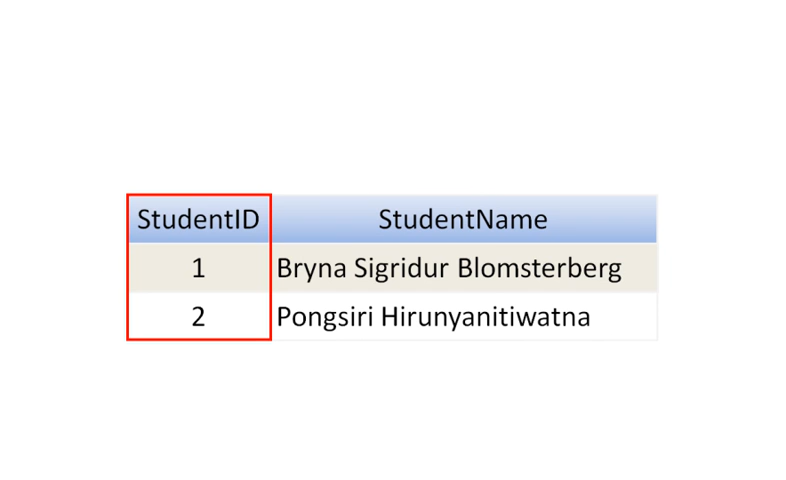 StudentID StudentName
1 Bryna Sigridur Blomsterberg
2 Pongsiri Hirunyanitiwatna